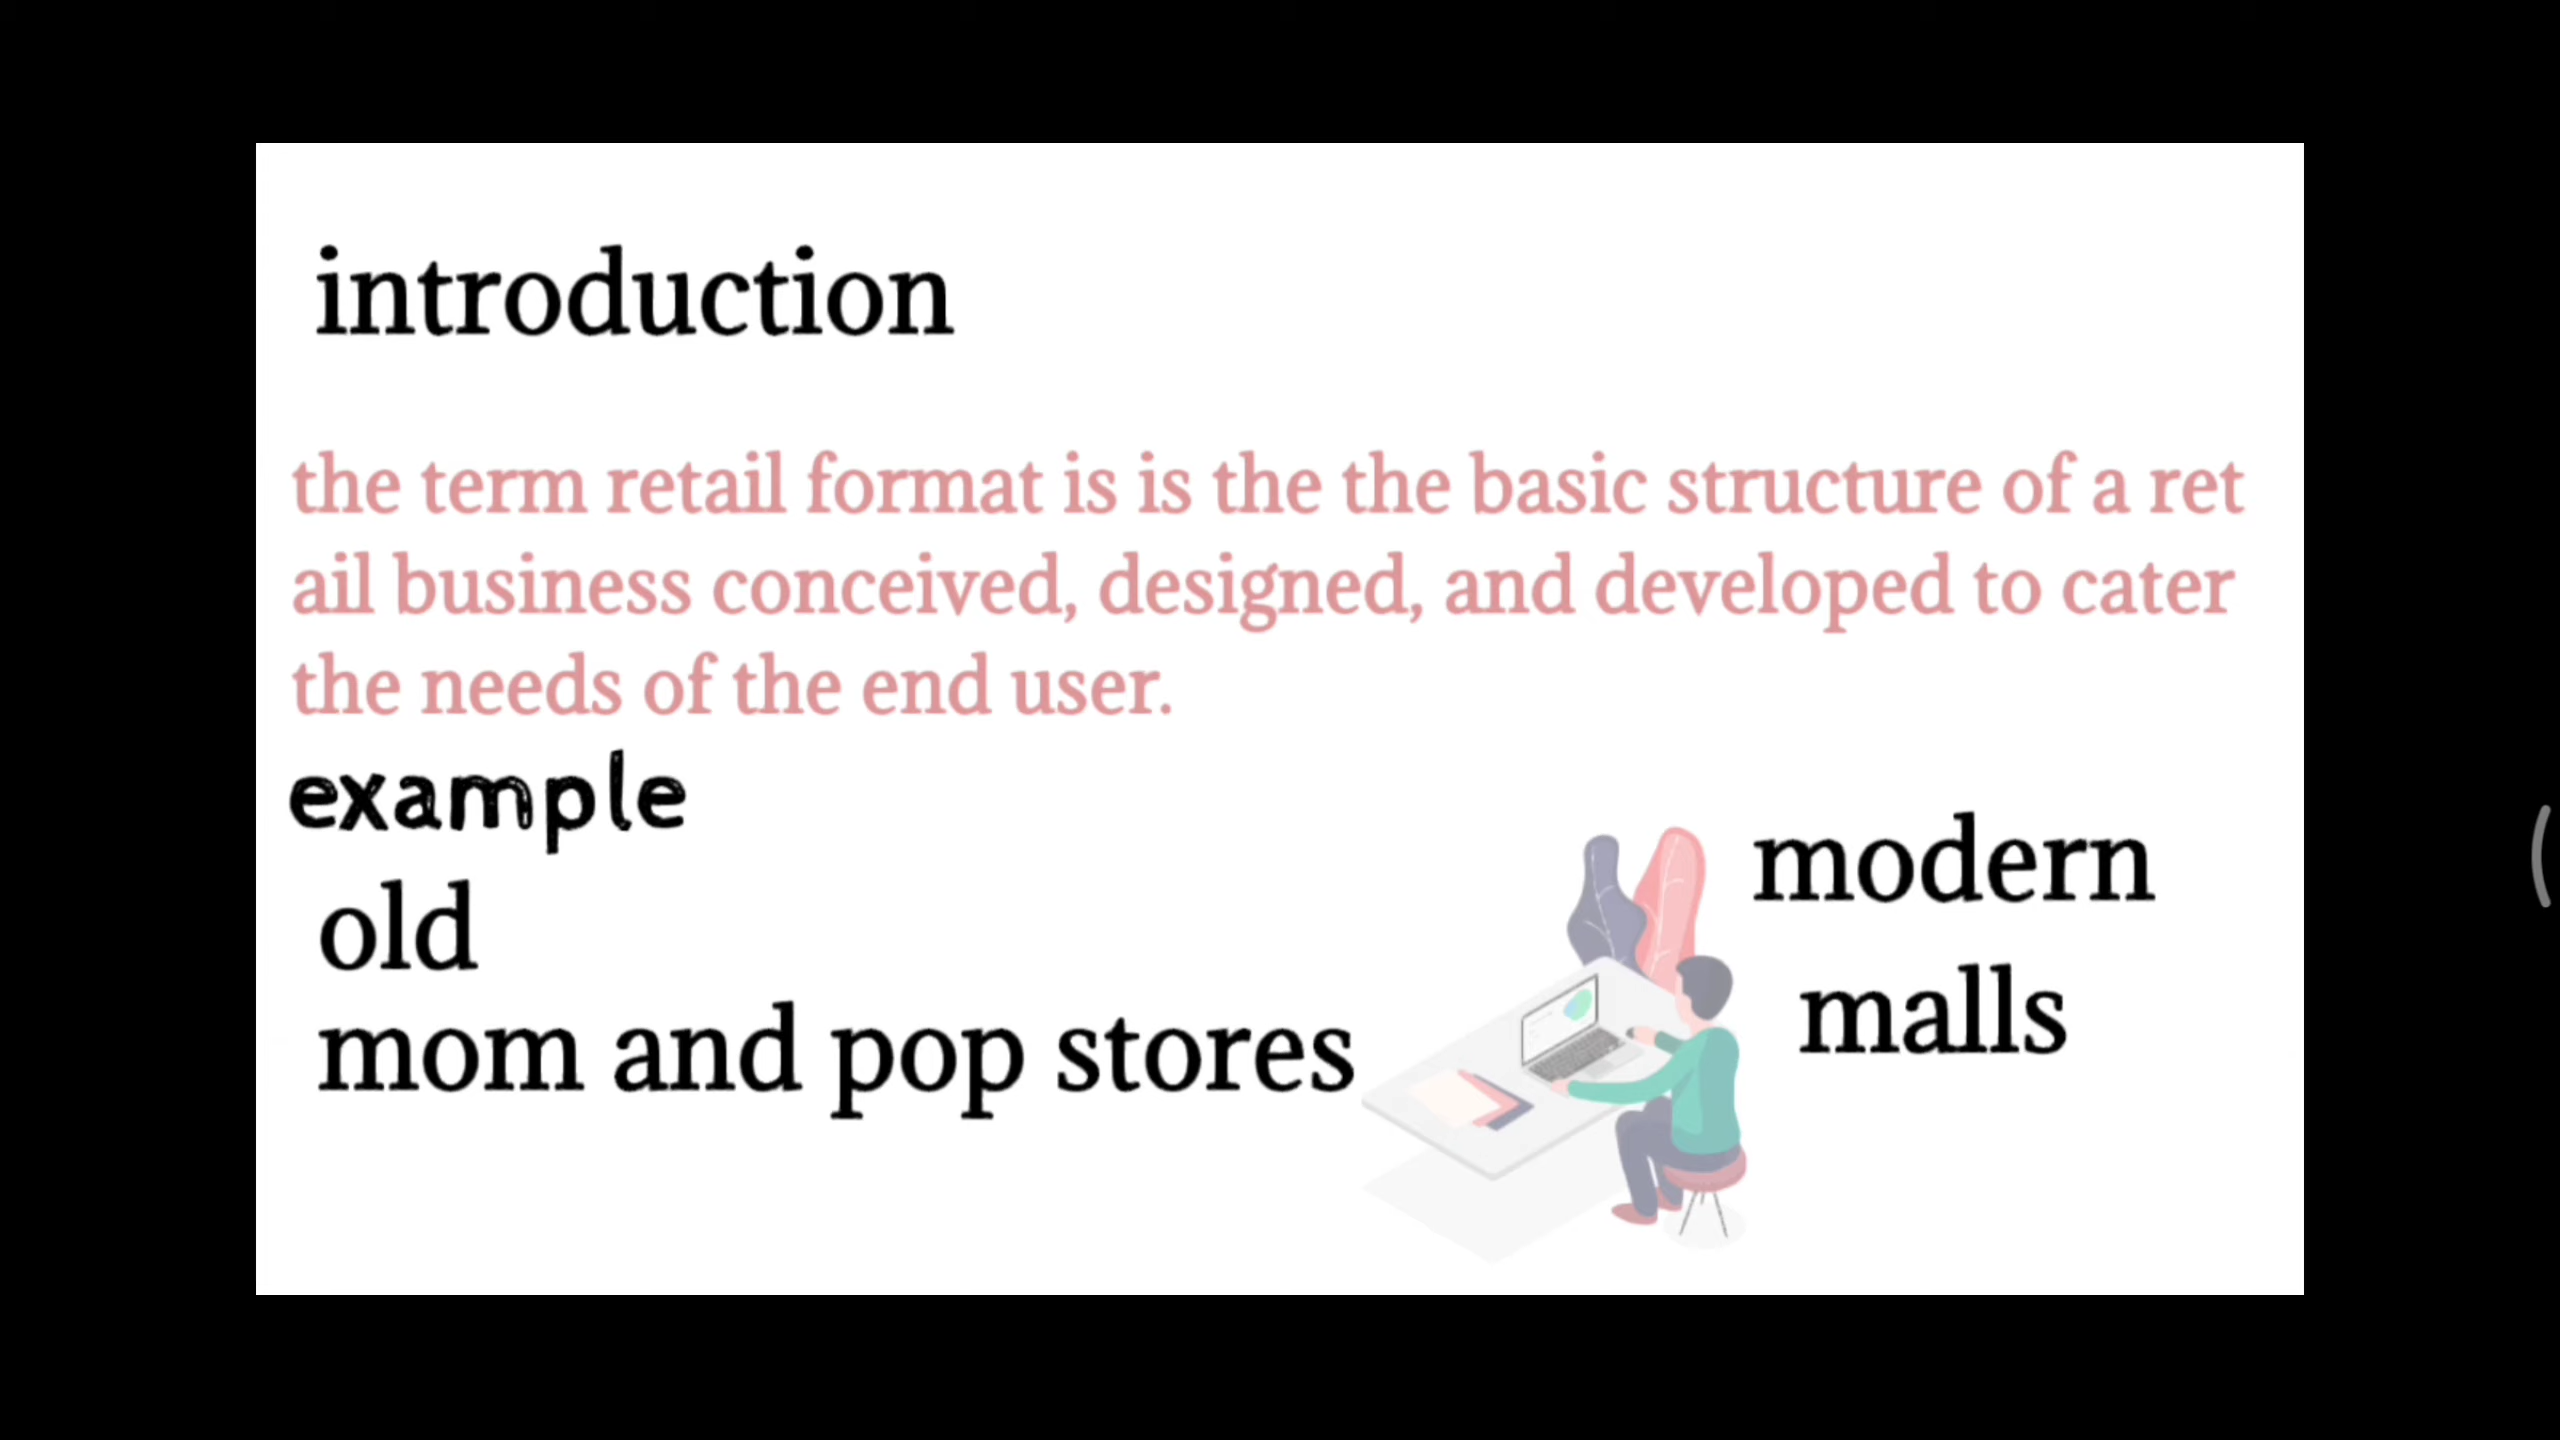 introduction
the term retail format is is the the basic structure of a ret
ail business conceived, designed, and developed to cater
the needs of the end user.
example
old
mom and pop stores
modern
malls